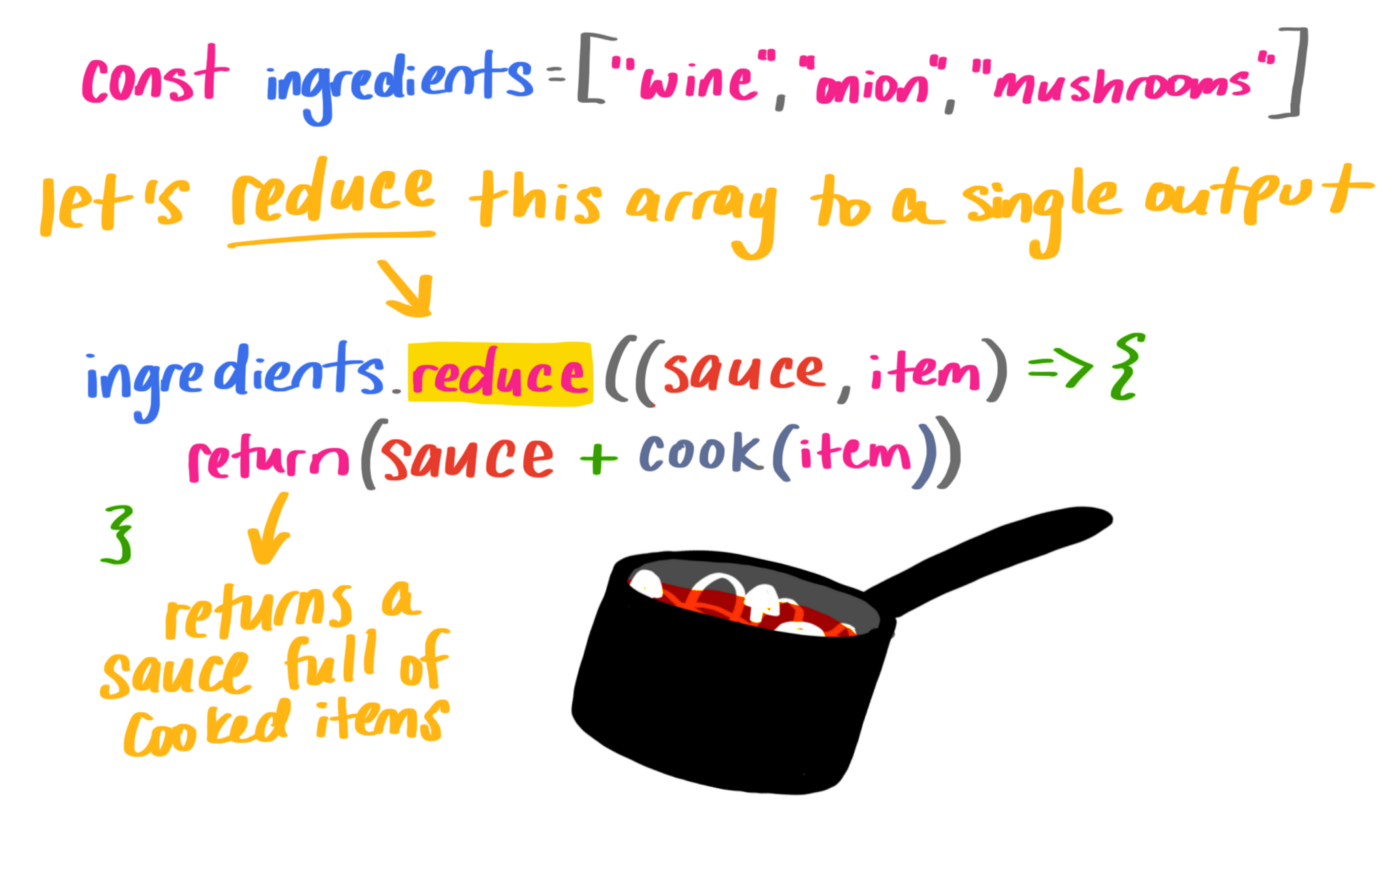 const ingredients = ["wine", "onion", "mushrooms"]
let's reduce this array to a single output
ingredients.reduce((sauce, item) => {
return(sauce + cook(item))
}
returns a
sauce full of
cooked items